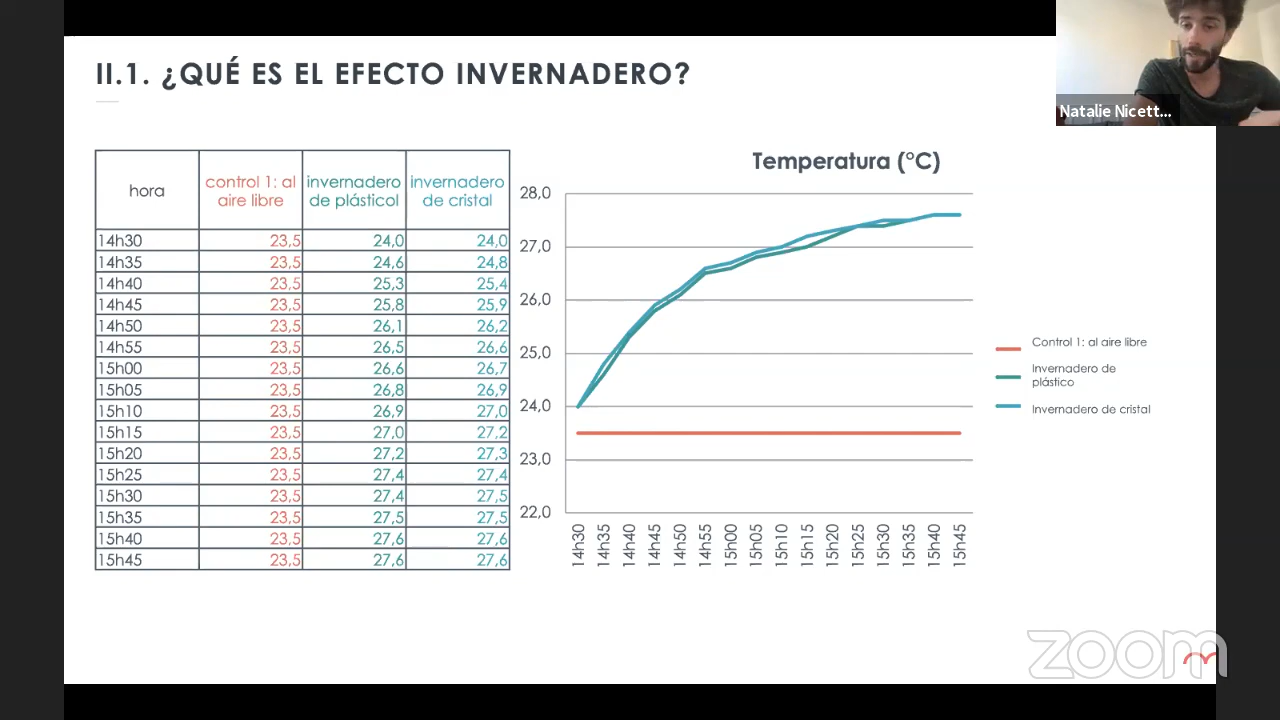 II.1. ¿QUÉ ES EL EFECTO INVERNADERO?
Natalie Nicett...
hora control 1: al aire libre invernadero de plásticol invernadero de cristal
14h30 23,5 24,0 24,0
14h35 23,5 24,6 24,8
14h40 23,5 25,3 25,4
14h45 23,5 25,8 25,9
14h50 23,5 26,1 26,2
14h55 23,5 26,5 26,6
15h00 23,5 26,6 26,7
15h05 23,5 26,8 26,9
15h10 23,5 26,9 27,0
15h15 23,5 27,0 27,2
15h20 23,5 27,2 27,3
15h25 23,5 27,4 27,4
15h30 23,5 27,4 27,5
15h35 23,5 27,5 27,5
15h40 23,5 27,6 27,6
15h45 23,5 27,6 27,6
Temperatura (°C)
28,0
27,0
26,0
25,0
24,0
23,0
22,0
14h30 14h35 14h40 14h45 14h50 14h55 15h00 15h05 15h10 15h15 15h20 15h25 15h30 15h35 15h40 15h45
Control 1: al aire libre
Invernadero de
plástico
Invernadero de cristal
zoom